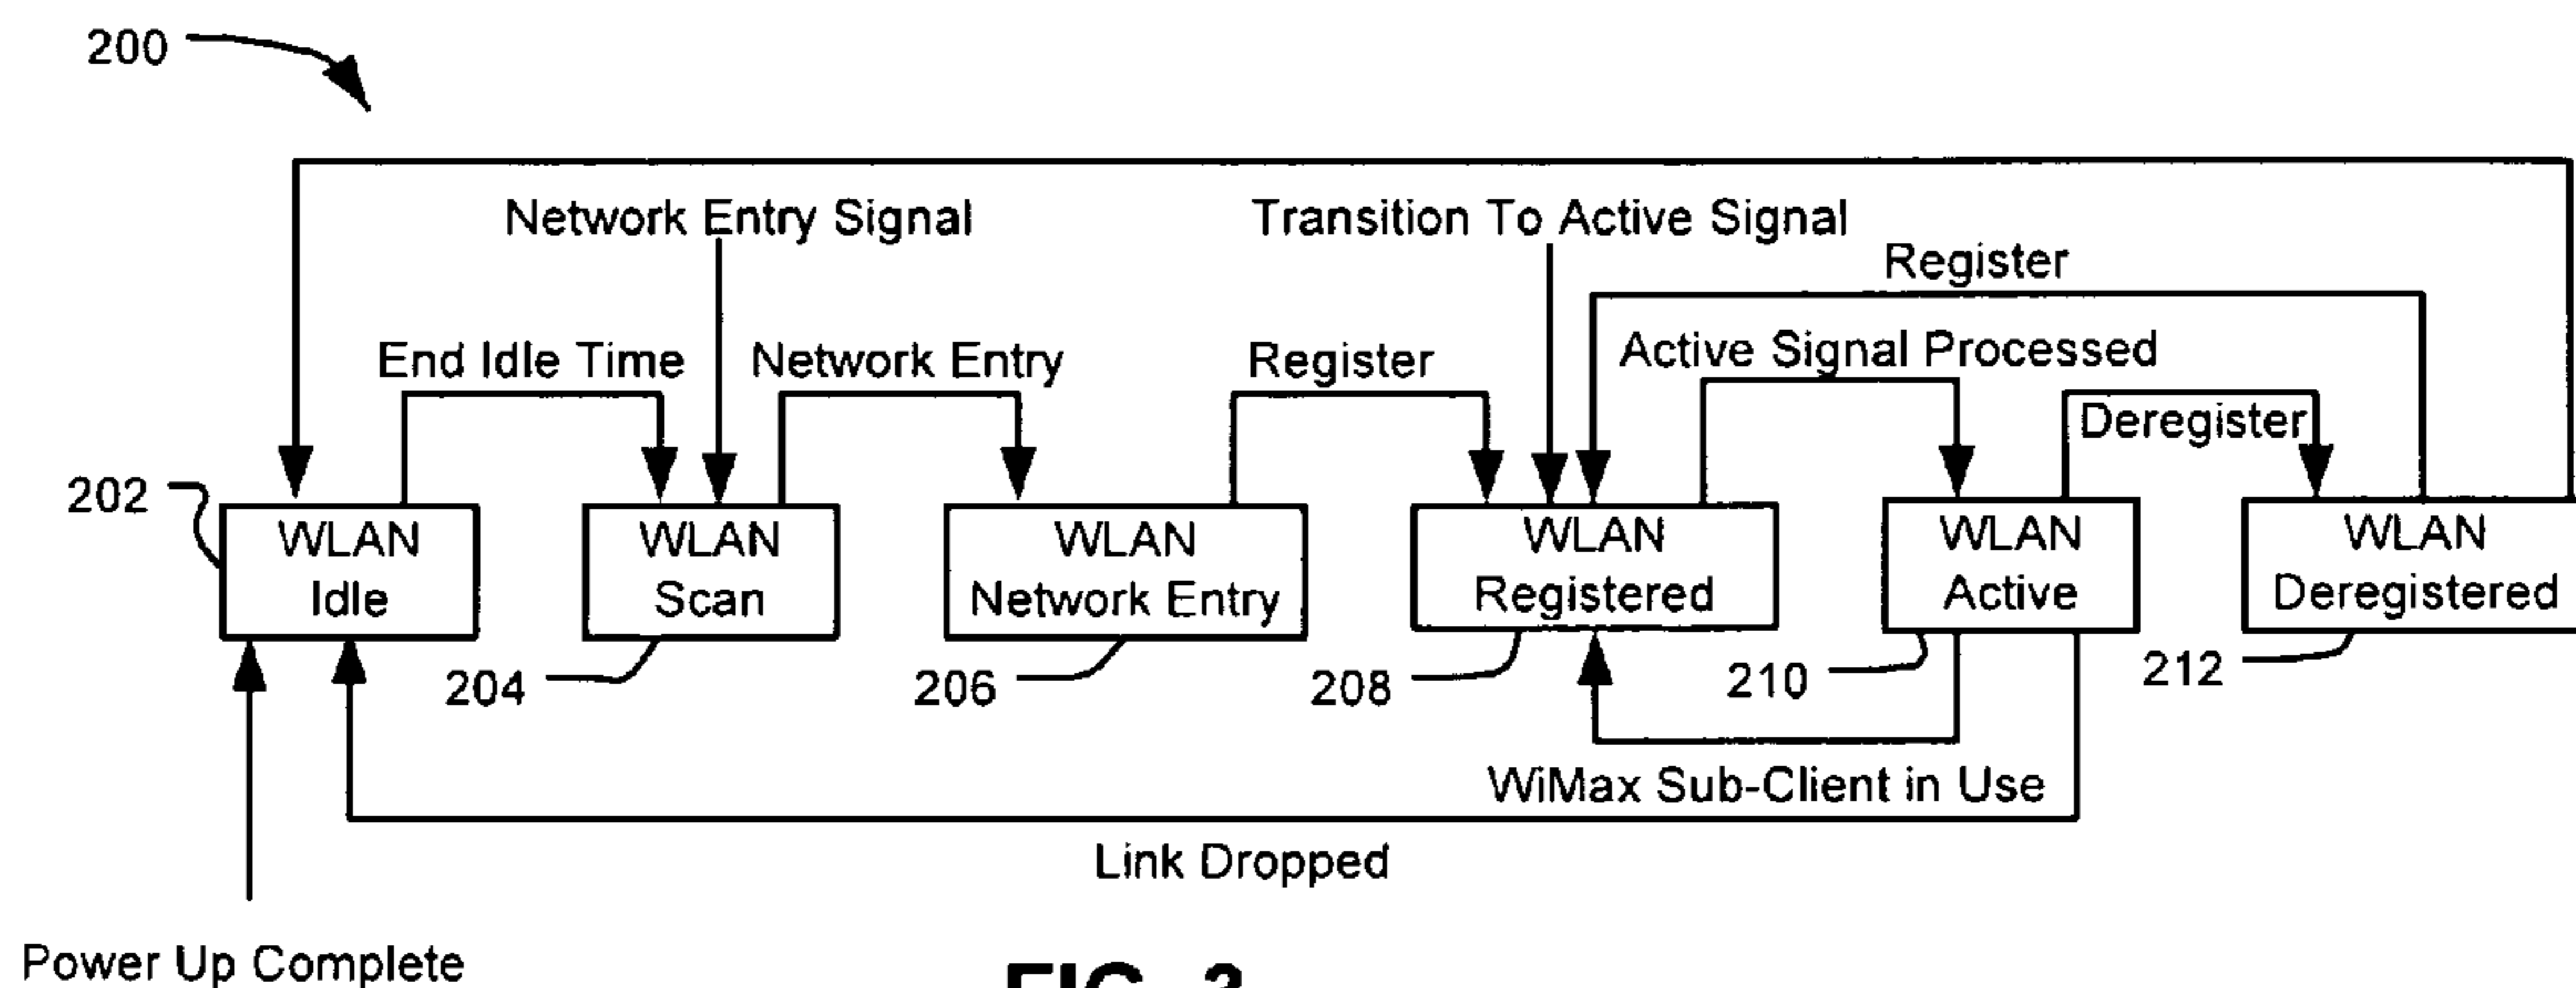 200
Network Entry Signal
Transition To Active Signal
Register
End Idle Time
Network Entry
Register
Active Signal Processed
Deregister
202
WLAN
Idle
WLAN
Scan
WLAN
Network Entry
WLAN
Registered
WLAN
Active
WLAN
Deregistered
204
206
208
210
212
WiMax Sub-Client in Use
Link Dropped
Power Up Complete
FIG. 3